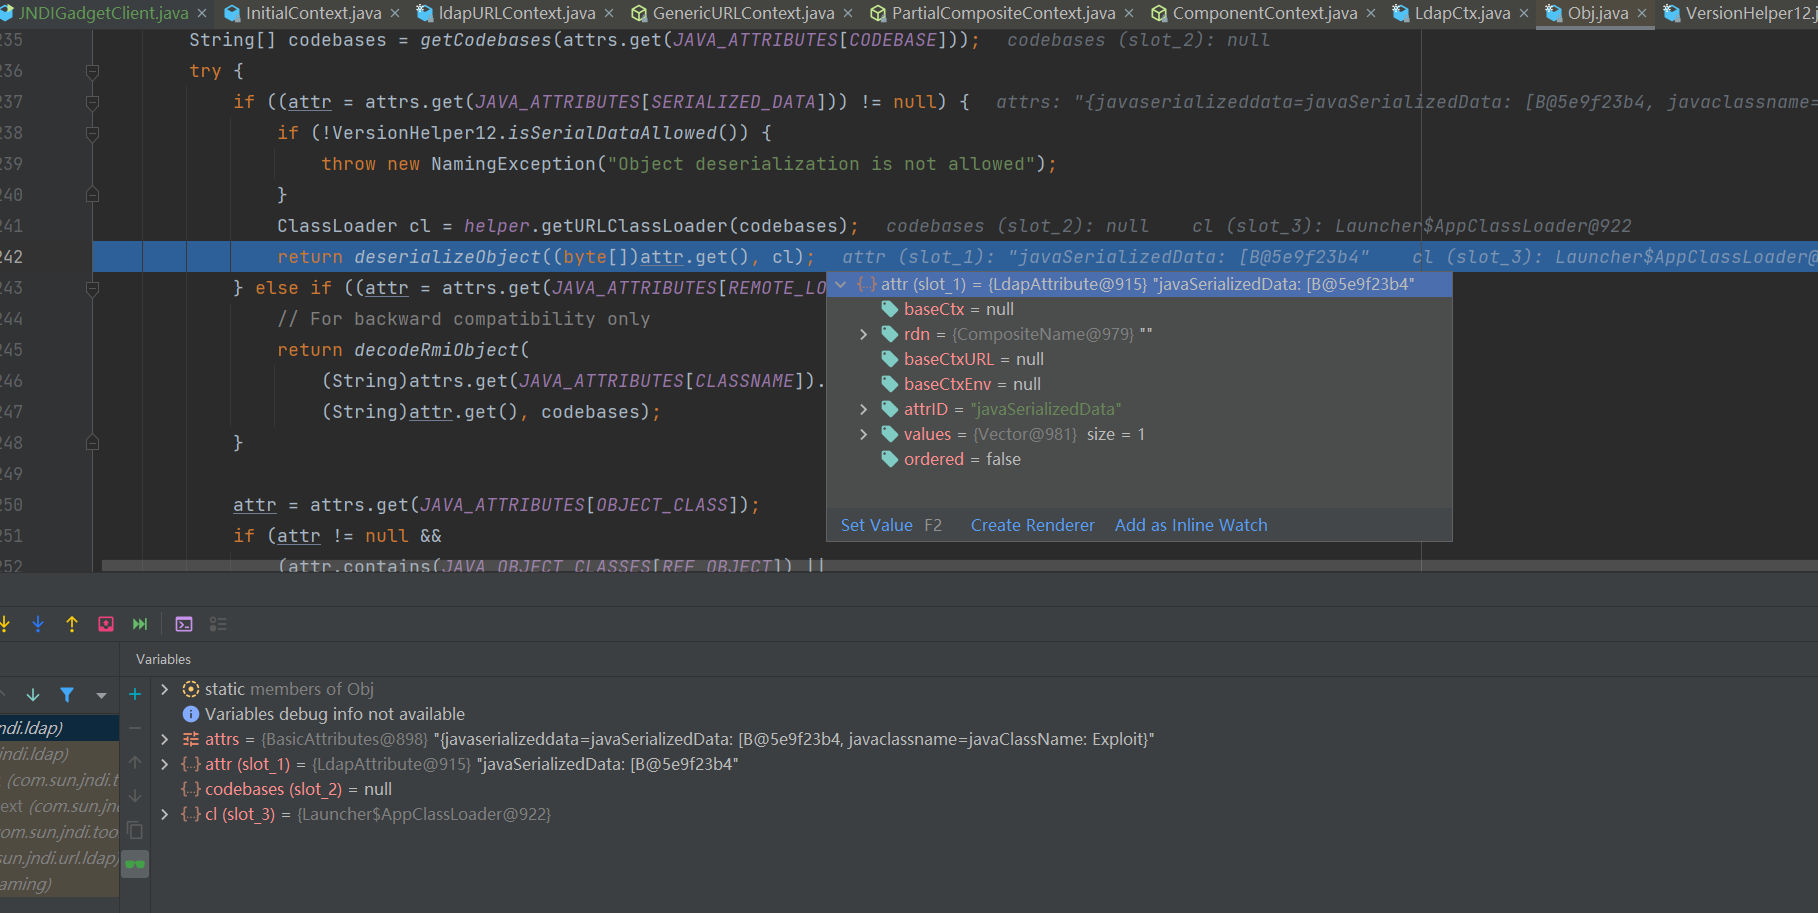 JNDIGadgetClient.java × InitialContext.java × ldapURLContext.java × GenericURLContext.java × PartialCompositeContext.java × ComponentContext.java × LdapCtx.java × Obj.java × VersionHelper12.j
235 String[] codebases = getCodebases(attrs.get(JAVA_ATTRIBUTES[CODEBASE])); codebases (slot_2): null
236 try {
237 if ((attr = attrs.get(JAVA_ATTRIBUTES[SERIALIZED_DATA])) != null) { attrs: "{javaserializeddata=javaSerializedData: [B@5e9f23b4, javaclassname=
238 if (!VersionHelper12.isSerialDataAllowed()) {
239 throw new NamingException("Object deserialization is not allowed");
240 }
241 ClassLoader cl = helper.getURLClassLoader(codebases); codebases (slot_2): null cl (slot_3): Launcher$AppClassLoader@922
242 return deserializeObject((byte[])attr.get(), cl); attr (slot_1): "javaSerializedData: [B@5e9f23b4" cl (slot_3): Launcher$AppClassLoader@
243 } else if ((attr = attrs.get(JAVA_ATTRIBUTES[REMOTE_LO
244 // For backward compatibility only
245 return decodeRmiObject(
246 (String)attrs.get(JAVA_ATTRIBUTES[CLASSNAME]).
247 (String)attr.get(), codebases);
248 }
249
250 attr = attrs.get(JAVA_ATTRIBUTES[OBJECT_CLASS]);
251 if (attr != null &&
252 (attr.contains(JAVA_OBJECT_CLASSES[REF_OBJECT]) ||
{..} attr (slot_1) = {LdapAttribute@915} "javaSerializedData: [B@5e9f23b4"
baseCtx = null
rdn = {CompositeName@979} ""
baseCtxURL = null
baseCtxEnv = null
attrID = "javaSerializedData"
values = {Vector@981} size = 1
ordered = false
Set Value F2 Create Renderer Add as Inline Watch
Variables
static members of Obj
Variables debug info not available
attrs = {BasicAttributes@898} "{javaserializeddata=javaSerializedData: [B@5e9f23b4, javaclassname=javaClassName: Exploit}"
{..} attr (slot_1) = {LdapAttribute@915} "javaSerializedData: [B@5e9f23b4"
{..} codebases (slot_2) = null
{..} cl (slot_3) = {Launcher$AppClassLoader@922}
ndi.ldap)
jndi.ldap)
(com.sun.jndi.t
ext (com.sun.jn
com.sun.jndi.too
sun.jndi.url.ldap)
aming)